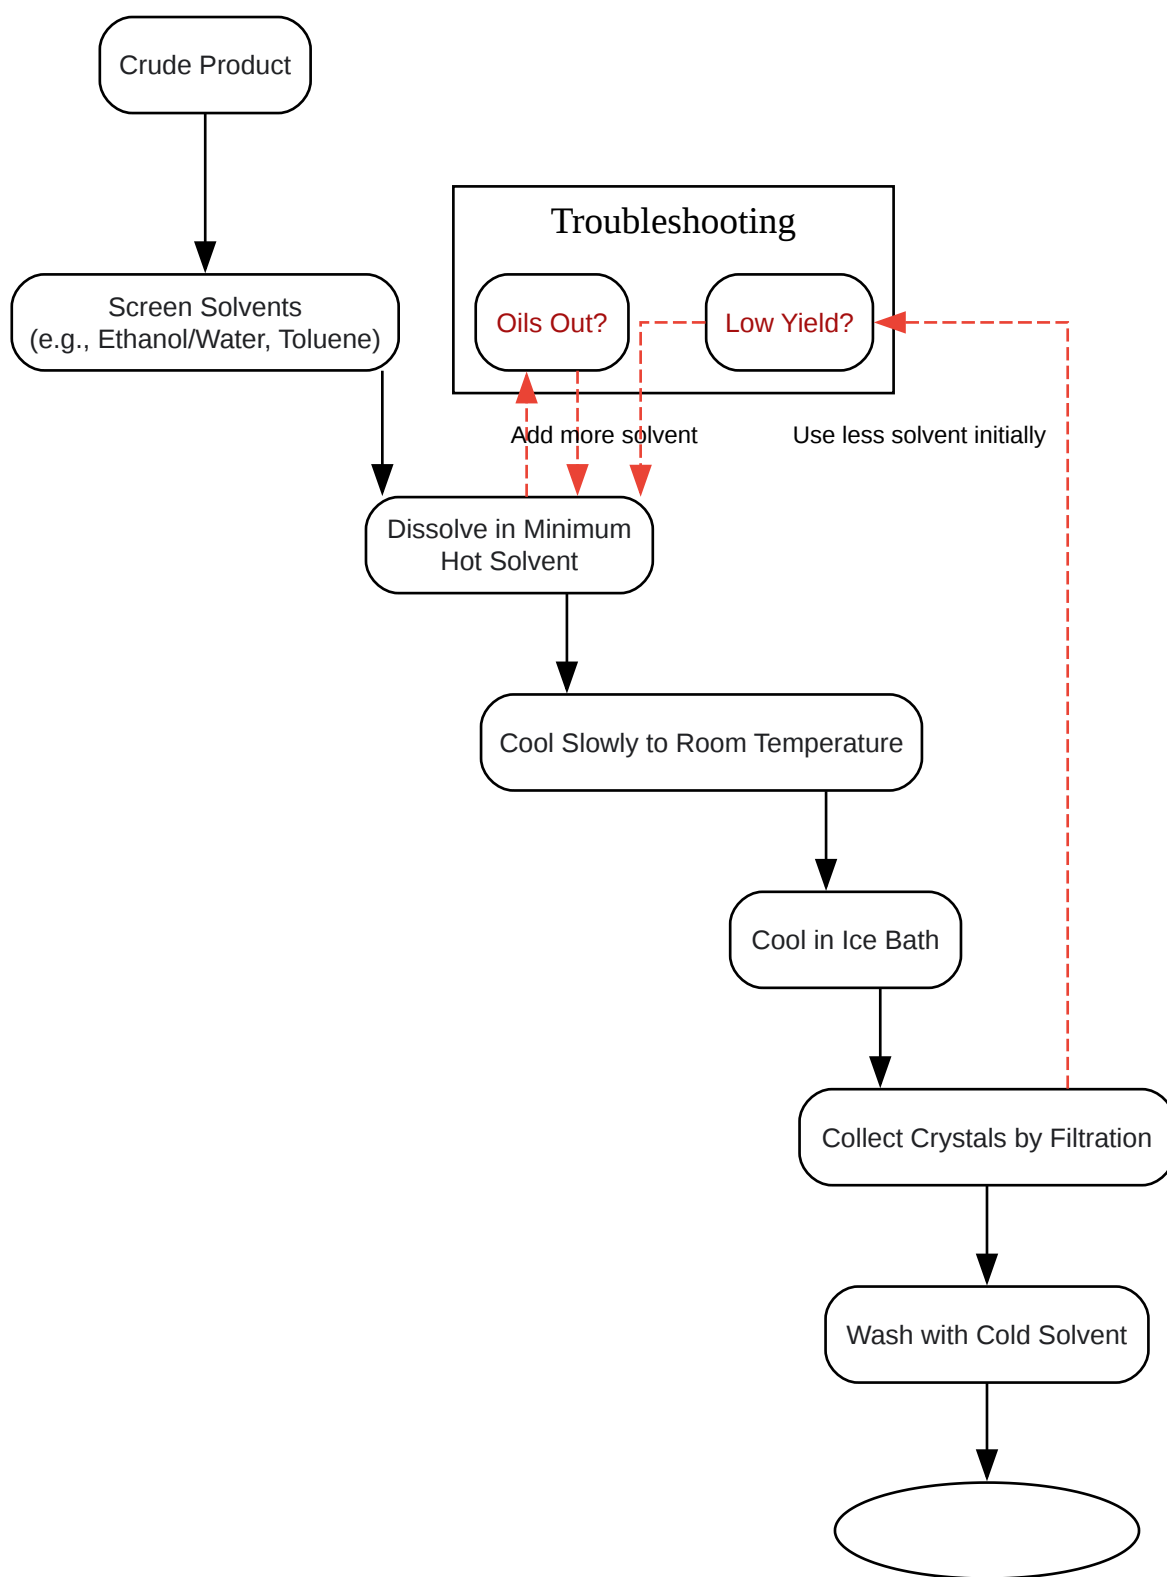 Crude Product
Troubleshooting
Screen Solvents
(e.g., Ethanol/Water, Toluene)
Oils Out?
Low Yield?
Add more solvent
Use less solvent initially
Dissolve in Minimum
Hot Solvent
Cool Slowly to Room Temperature
Cool in Ice Bath
Collect Crystals by Filtration
Wash with Cold Solvent